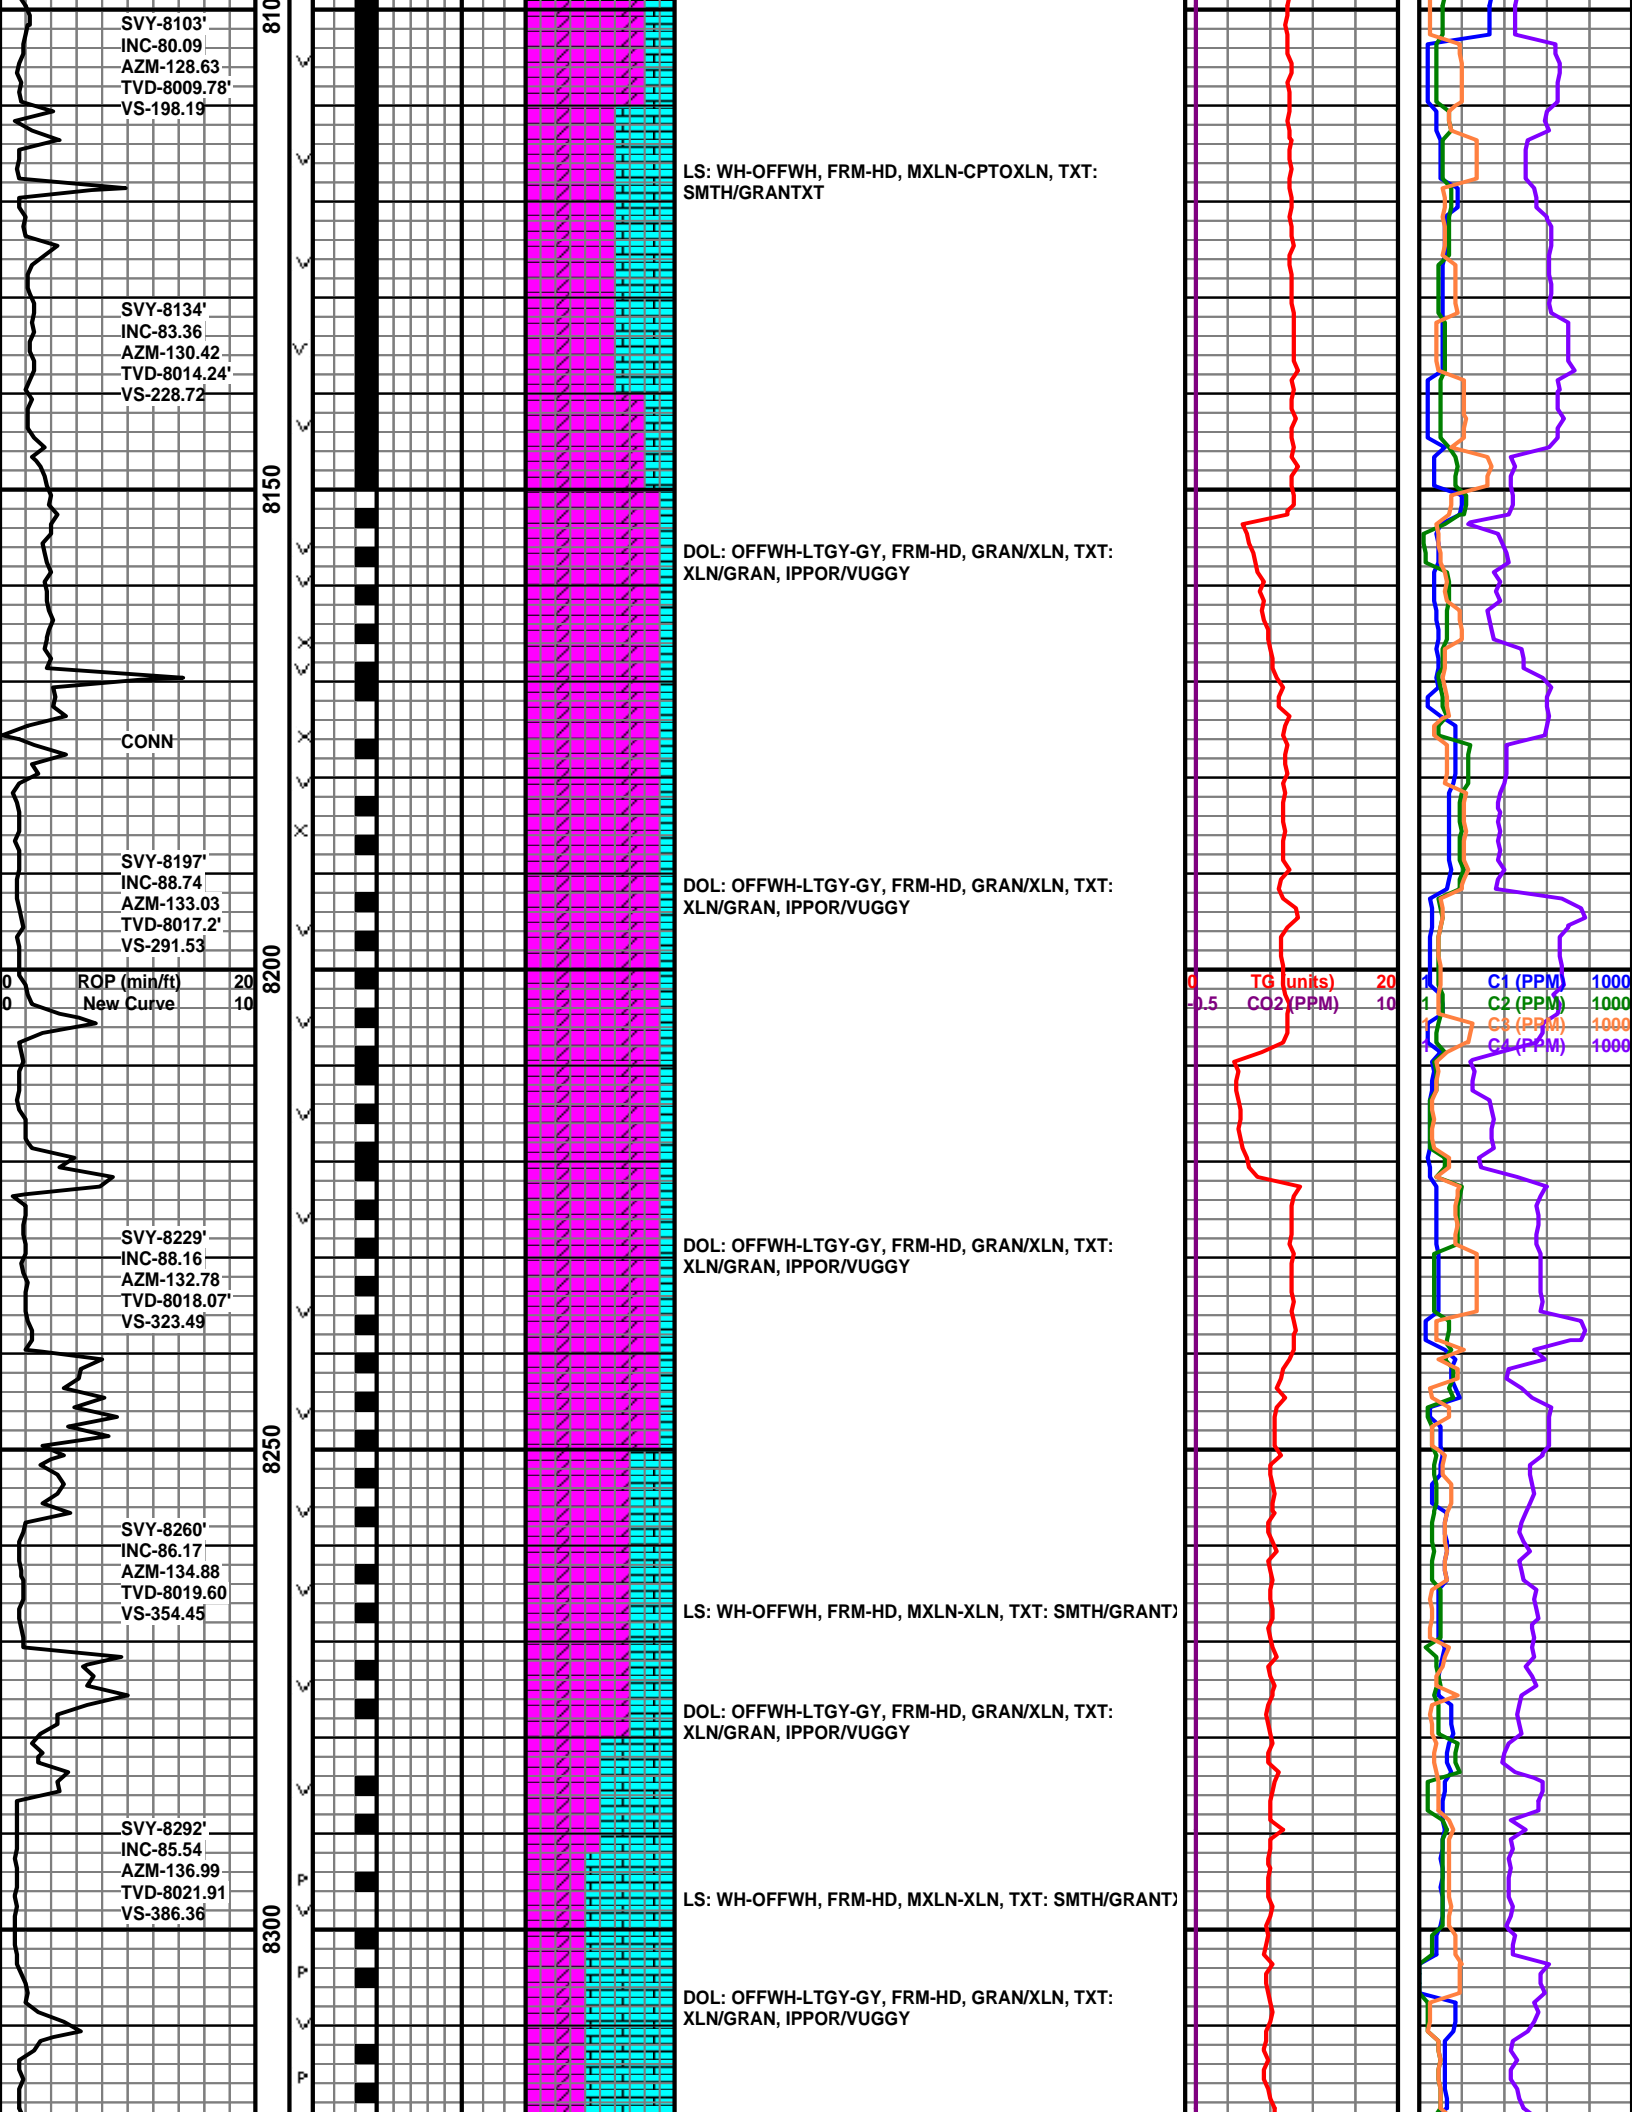 810
SVY-8103'
INC-80.09
AZM-128.63
TVD-8009.78'
VS-198.19
LS: WH-OFFWH, FRM-HD, MXLN-CPTOXLN, TXT:
SMTH/GRANTXT
SVY-8134'
INC-83.36
AZM-130.42
TVD-8014.24'
VS-228.72
8150
DOL: OFFWH-LTGY-GY, FRM-HD, GRAN/XLN, TXT:
XLN/GRAN, IPPOR/VUGGY
CONN
SVY-8197'
INC-88.74
AZM-133.03
TVD-8017.2'
VS-291.53
DOL: OFFWH-LTGY-GY, FRM-HD, GRAN/XLN, TXT:
XLN/GRAN, IPPOR/VUGGY
8200
0 ROP (min/ft) 20
0 New Curve 10
0 TG (units) 20
-0.5 CO2 (PPM) 10
1 C1 (PPM) 1000
1 C2 (PPM) 1000
1 C3 (PPM) 1000
1 C4 (PPM) 1000
SVY-8229'
INC-88.16
AZM-132.78
TVD-8018.07'
VS-323.49
DOL: OFFWH-LTGY-GY, FRM-HD, GRAN/XLN, TXT:
XLN/GRAN, IPPOR/VUGGY
8250
SVY-8260'
INC-86.17
AZM-134.88
TVD-8019.60
VS-354.45
LS: WH-OFFWH, FRM-HD, MXLN-XLN, TXT: SMTH/GRANTX
DOL: OFFWH-LTGY-GY, FRM-HD, GRAN/XLN, TXT:
XLN/GRAN, IPPOR/VUGGY
SVY-8292'
INC-85.54
AZM-136.99
TVD-8021.91
VS-386.36
P
LS: WH-OFFWH, FRM-HD, MXLN-XLN, TXT: SMTH/GRANTX
8300
P
DOL: OFFWH-LTGY-GY, FRM-HD, GRAN/XLN, TXT:
XLN/GRAN, IPPOR/VUGGY
P